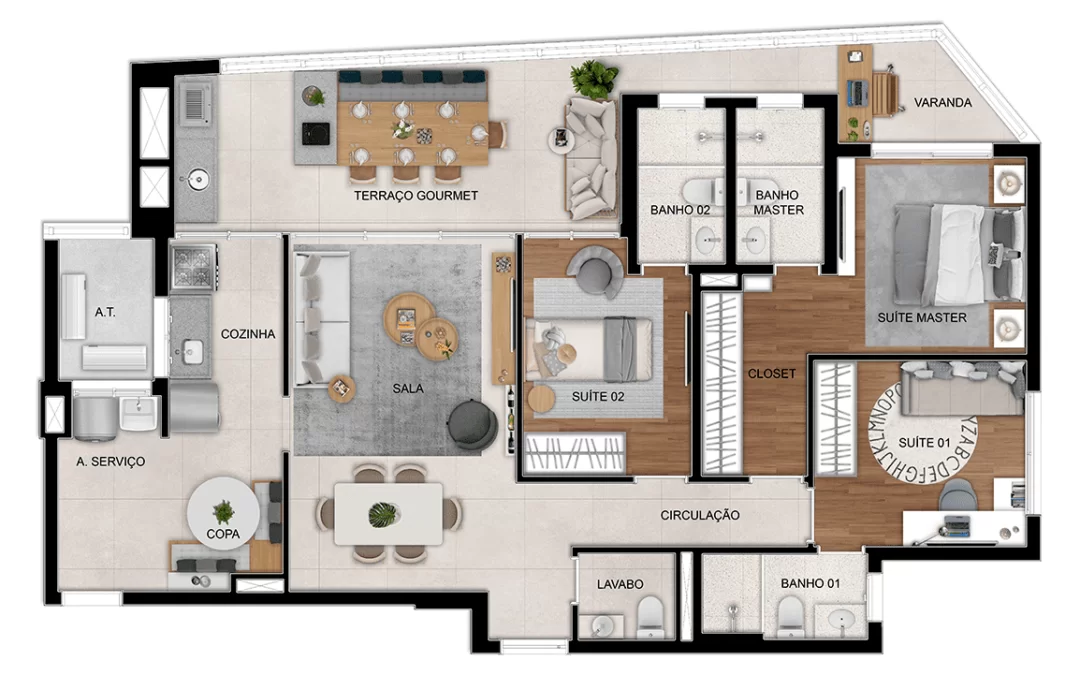 VARANDA
TERRAÇO GOURMET
BANHO 02
BANHO
MASTER
A.T.
COZINHA
SUÍTE MASTER
SALA
CLOSET
SUÍTE 02
SUÍTE 01
ABCDEFGHIJKLMNOPQRSTUVWXYZ
A. SERVIÇO
COPA
CIRCULAÇÃO
LAVABO
BANHO 01